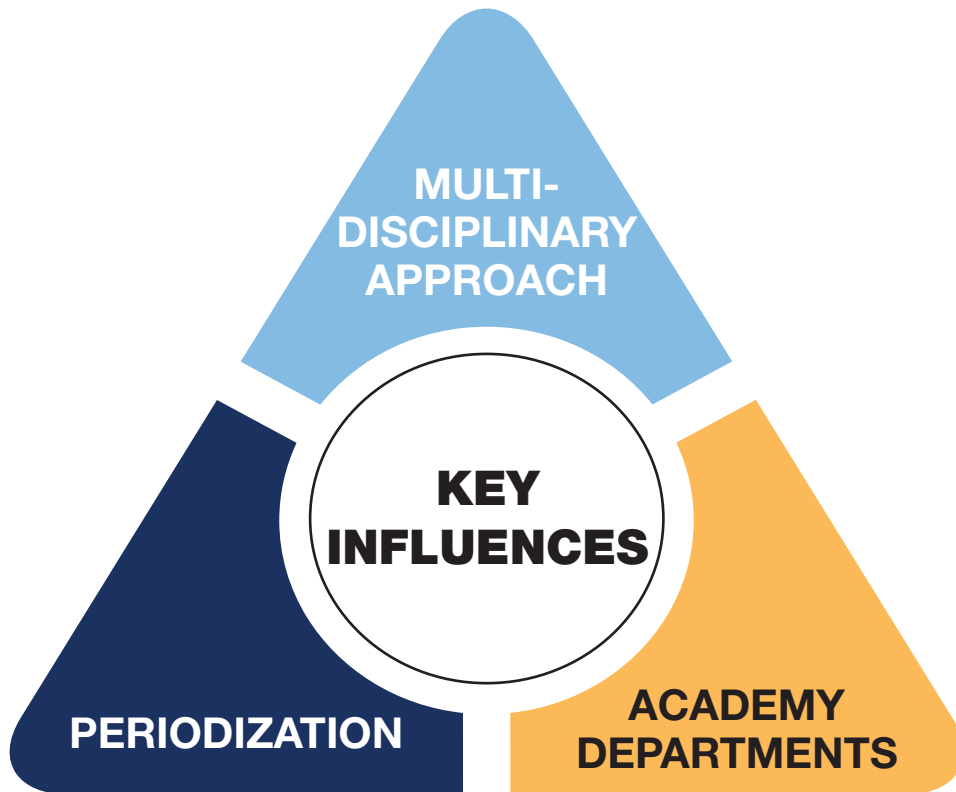 MULTI-
DISCIPLINARY
APPROACH
KEY
INFLUENCES
PERIODIZATION
ACADEMY
DEPARTMENTS